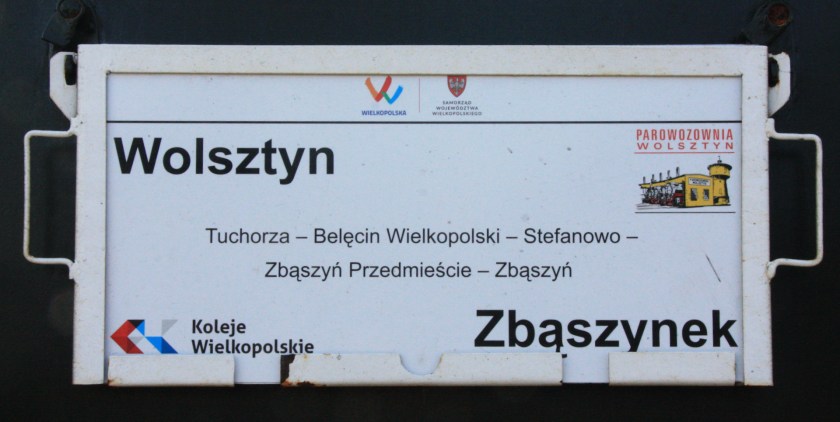 WIELKOPOLSKA
SAMORZĄD
WOJEWÓDZTWA
WIELKOPOLSKIEGO
Wolsztyn
PAROWOZOWNIA
WOLSZTYN
Tuchorza – Belęcin Wielkopolski – Stefanowo –
Zbąszyń Przedmieście – Zbąszyń
Koleje
Wielkopolskie
Zbąszynek